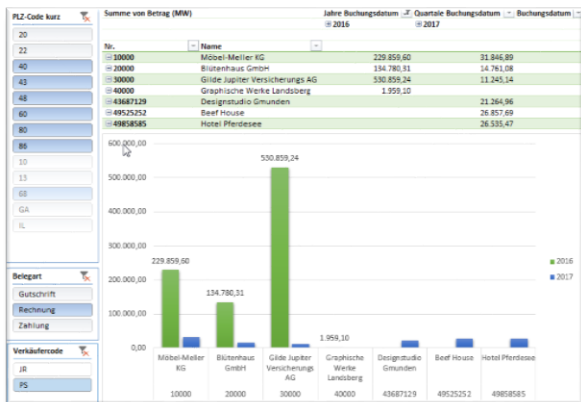 PLZ-Code kurz
20
22
40
43
48
60
80
86
10
13
68
GA
IL
Belegart
Gutschrift
Rechnung
Zahlung
Verkäufercode
JR
PS
Summe von Betrag (MW) Jahre Buchungsdatum Quartale Buchungsdatum Buchungsdatum
2016 2017
Nr. Name
10000 Möbel-Meller KG 229.859,60 31.846,89
20000 Blütenhaus GmbH 134.780,31 14.761,08
30000 Gilde Jupiter Versicherungs AG 530.859,24 11.243,14
40000 Graphische Werke Landsberg 1.959,10
43687129 Designstudio Gmunden 21.264,96
49525252 Beef House 26.857,69
49858585 Hotel Pferdesee 26.535,47
600.000,00
500.000,00
400.000,00
300.000,00
200.000,00
100.000,00
0,00
530.859,24
229.859,60
134.780,31
1.959,10
2016
2017
Möbel-Meller KG
Blütenhaus GmbH
Gilde Jupiter Versicherungs AG
Graphische Werke Landsberg
Designstudio Gmunden
Beef House
Hotel Pferdesee
10000 20000 30000 40000 43687129 49525252 49858585